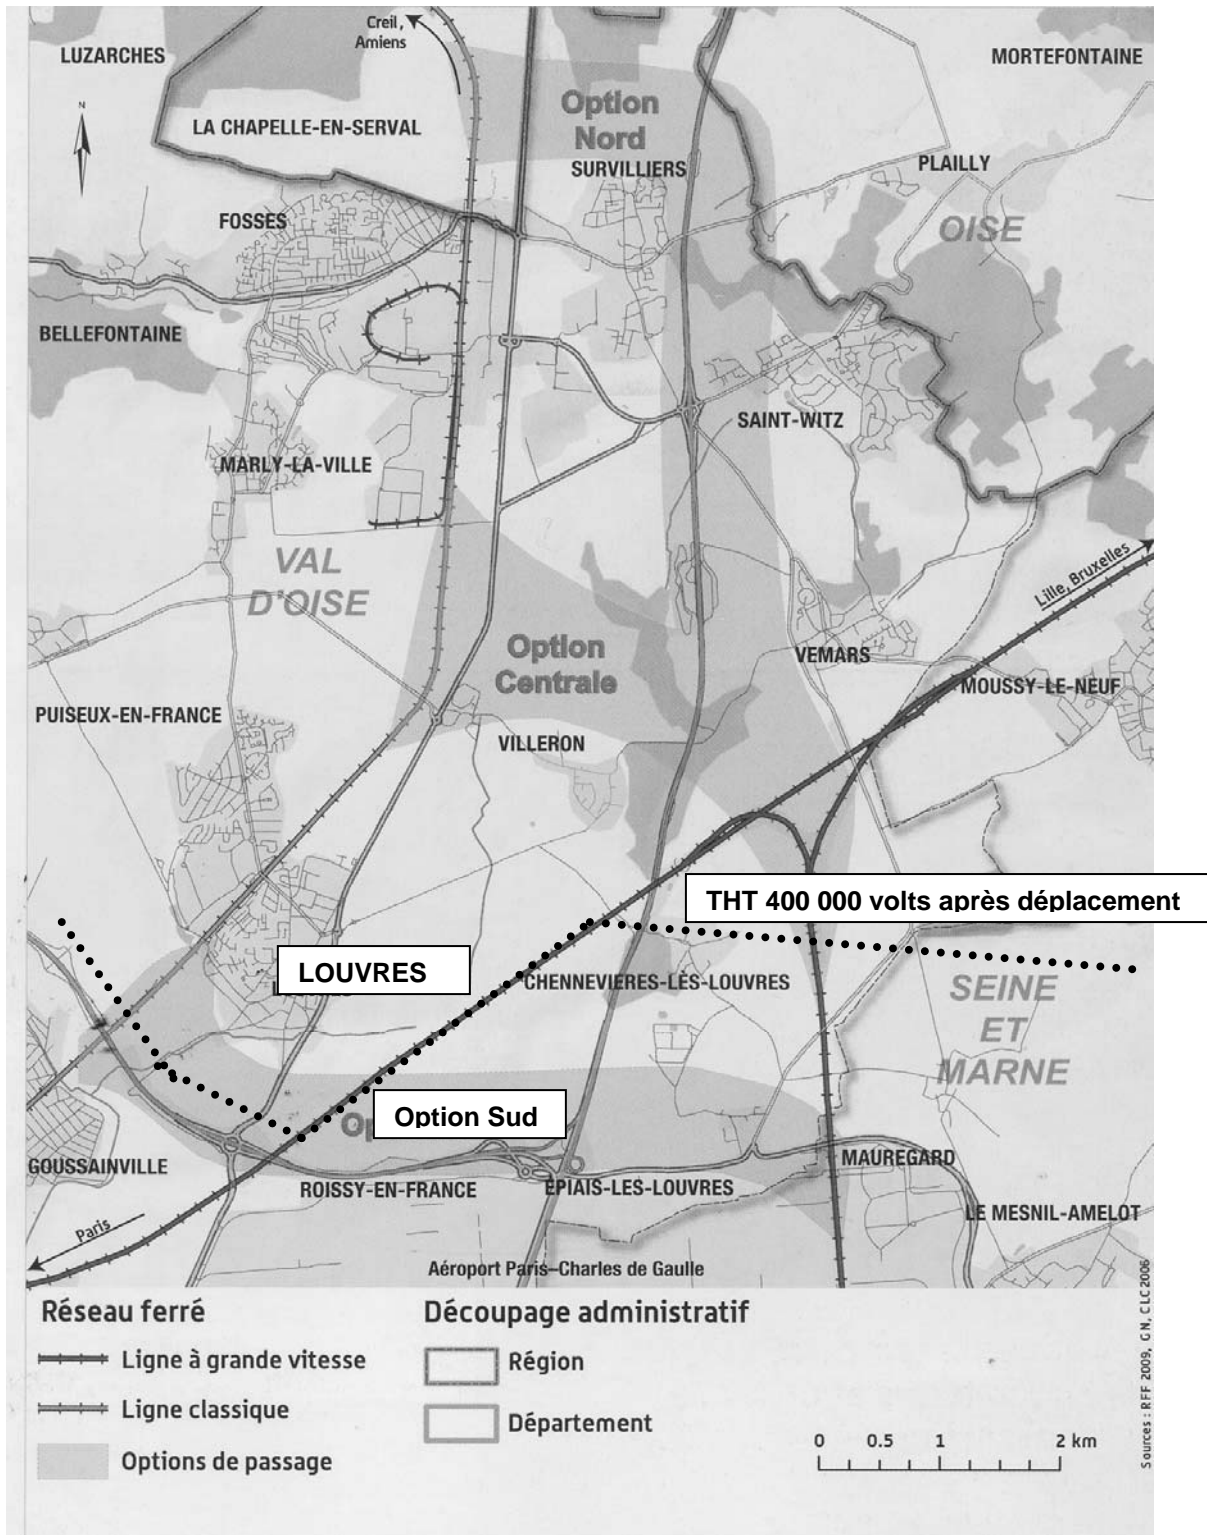 Creil,
Amiens
LUZARCHES
MORTEFONTAINE
N
Option
Nord
LA CHAPELLE-EN-SERVAL
SURVILLIERS
PLAILLY
FOSSES
OISE
BELLEFONTAINE
SAINT-WITZ
MARLY-LA-VILLE
VAL
D'OISE
Lille, Bruxelles
Option
Centrale
VEMARS
MOUSSY-LE-NEUF
PUISEUX-EN-FRANCE
VILLERON
THT 400 000 volts après déplacement
LOUVRES
CHENNEVIERES-LÈS-LOUVRES
SEINE
ET
MARNE
Option Sud
Op
GOUSSAINVILLE
MAUREGARD
ROISSY-EN-FRANCE
EPIAIS-LES-LOUVRES
LE MESNIL-AMELOT
Paris
Aéroport Paris-Charles de Gaulle
Réseau ferré
Ligne à grande vitesse
Ligne classique
Options de passage
Découpage administratif
Région
Département
0 0.5 1 2 km
Sources : RFF 2009, GN, CLC2006